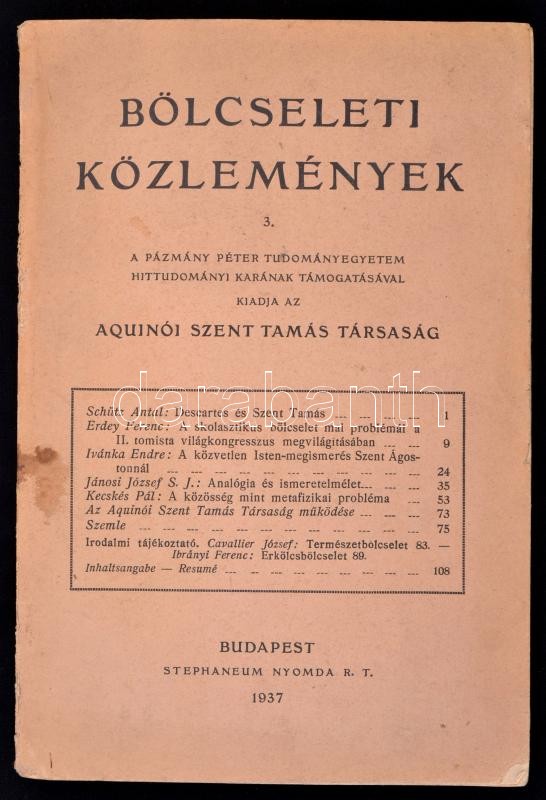 BÖLCSELETI
KÖZLEMÉNYEK
3.
A PÁZMÁNY PÉTER TUDOMÁNYEGYETEM
HITTUDOMÁNYI KARÁNAK TÁMOGATÁSÁVAL
KIADJA AZ
AQUINÓI SZENT TAMÁS TÁRSASÁG
darabanth
Schütz Antal: Descartes és Szent Tamás 1
Erdey Ferenc: A skolasztikus bölcselet mai problémái a
II. tomista világkongresszus megvilágításában 9
Ivánka Endre: A közvetlen Isten-megismerés Szent Ágos-
tonnál 24
Jánosi József S. J.: Analógia és ismeretelmélet 35
Kecskés Pál: A közösség mint metafizikai probléma 53
Az Aquinói Szent Tamás Társaság működése 73
Szemle 75
Irodalmi tájékoztató. Cavallier József: Természetbölcselet 83. —
Ibrányi Ferenc: Erkölcsbölcselet 89.
Inhaltsangabe — Resumé 108
BUDAPEST
STEPHANEUM NYOMDA R. T.
1937